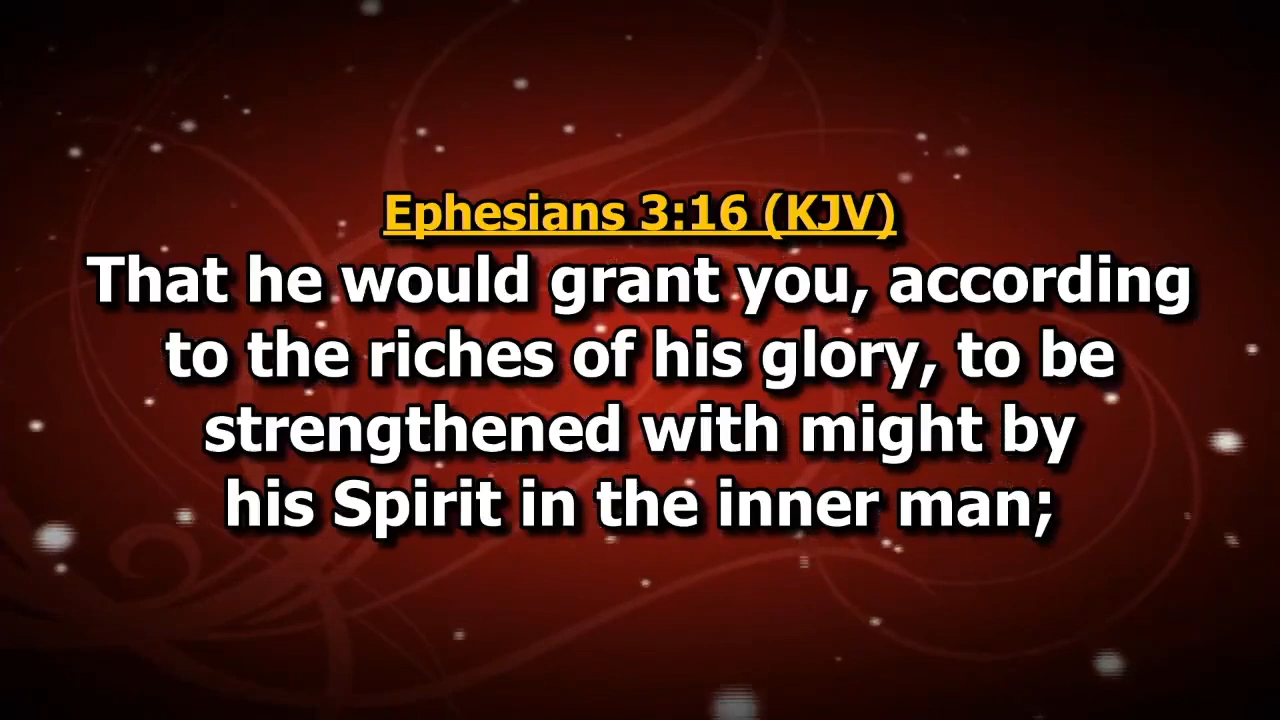 Ephesians 3:16 (KJV)
That he would grant you, according
to the riches of his glory, to be
strengthened with might by
his Spirit in the inner man;